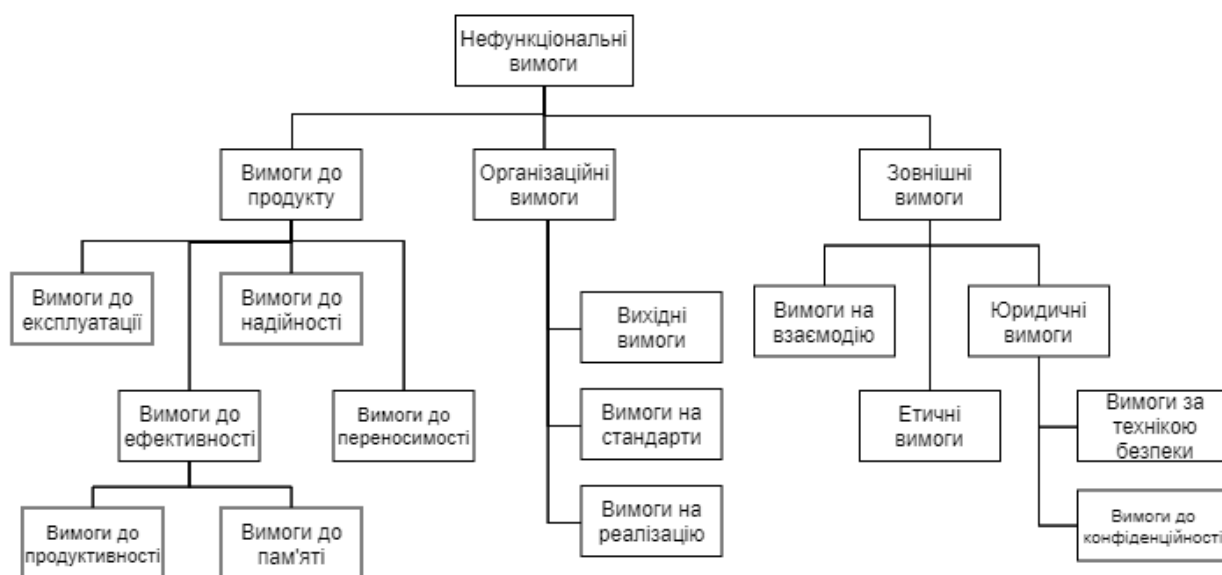 Нефункціональні
вимоги
Вимоги до
продукту
Організаційні
вимоги
Зовнішні
вимоги
Вимоги до
експлуатації
Вимоги до
надійності
Вихідні
вимоги
Вимоги на
взаємодію
Юридичні
вимоги
Вимоги до
ефективності
Вимоги до
переносимості
Вимоги на
стандарти
Етичні
вимоги
Вимоги за
технікою
безпеки
Вимоги до
продуктивності
Вимоги до
пам'яті
Вимоги на
реалізацію
Вимоги до
конфіденційності